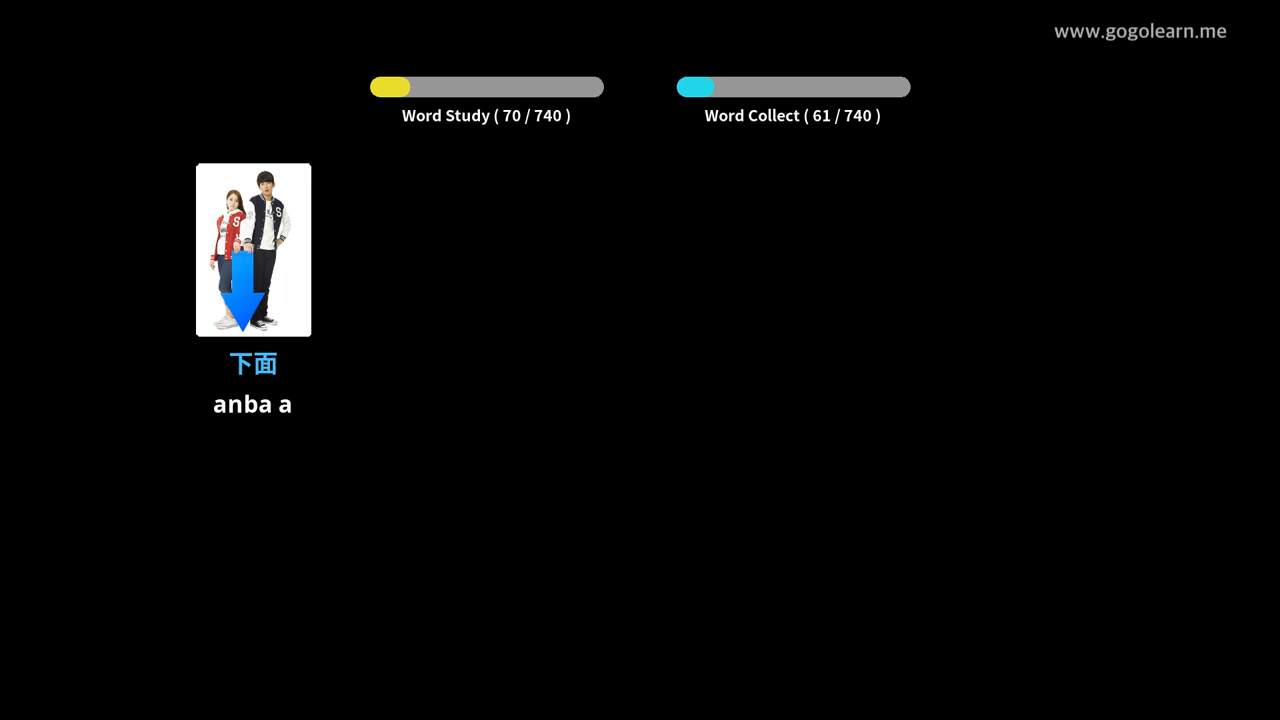 www.gogolearn.me
Word Study ( 70 / 740 )
Word Collect ( 61 / 740 )
S
S
下面
anba a